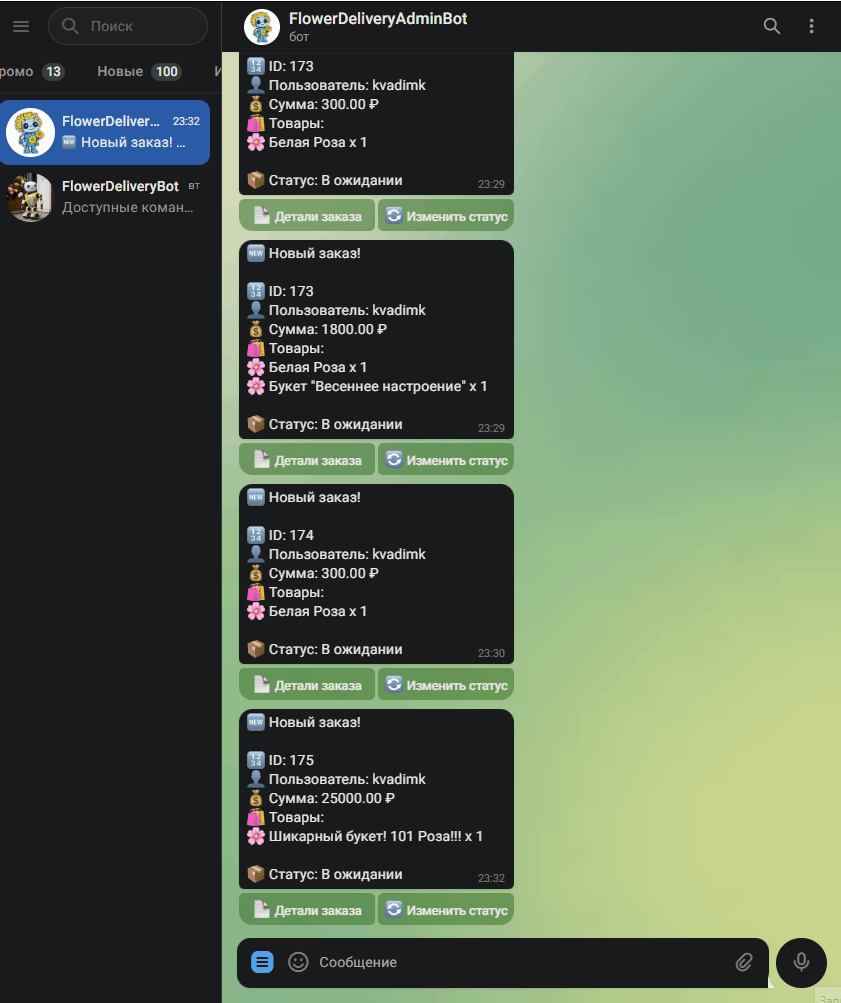 Поиск
ромо 13 Новые 100
FlowerDeliver... 23:32
Новый заказ! ...
FlowerDeliveryBot вт
Доступные коман...
FlowerDeliveryAdminBot
бот
ID: 173
Пользователь: kvadimk
Сумма: 300.00 ₽
Товары:
Белая Роза x 1
Статус: В ожидании
23:29
Детали заказа Изменить статус
NEW Новый заказ!
ID: 173
Пользователь: kvadimk
Сумма: 1800.00 ₽
Товары:
Белая Роза x 1
Букет "Весеннее настроение" x 1
Статус: В ожидании
23:29
Детали заказа Изменить статус
NEW Новый заказ!
ID: 174
Пользователь: kvadimk
Сумма: 300.00 ₽
Товары:
Белая Роза x 1
Статус: В ожидании
23:30
Детали заказа Изменить статус
NEW Новый заказ!
ID: 175
Пользователь: kvadimk
Сумма: 25000.00 ₽
Товары:
Шикарный букет! 101 Роза!!! x 1
Статус: В ожидании
23:32
Детали заказа Изменить статус
Сообщение